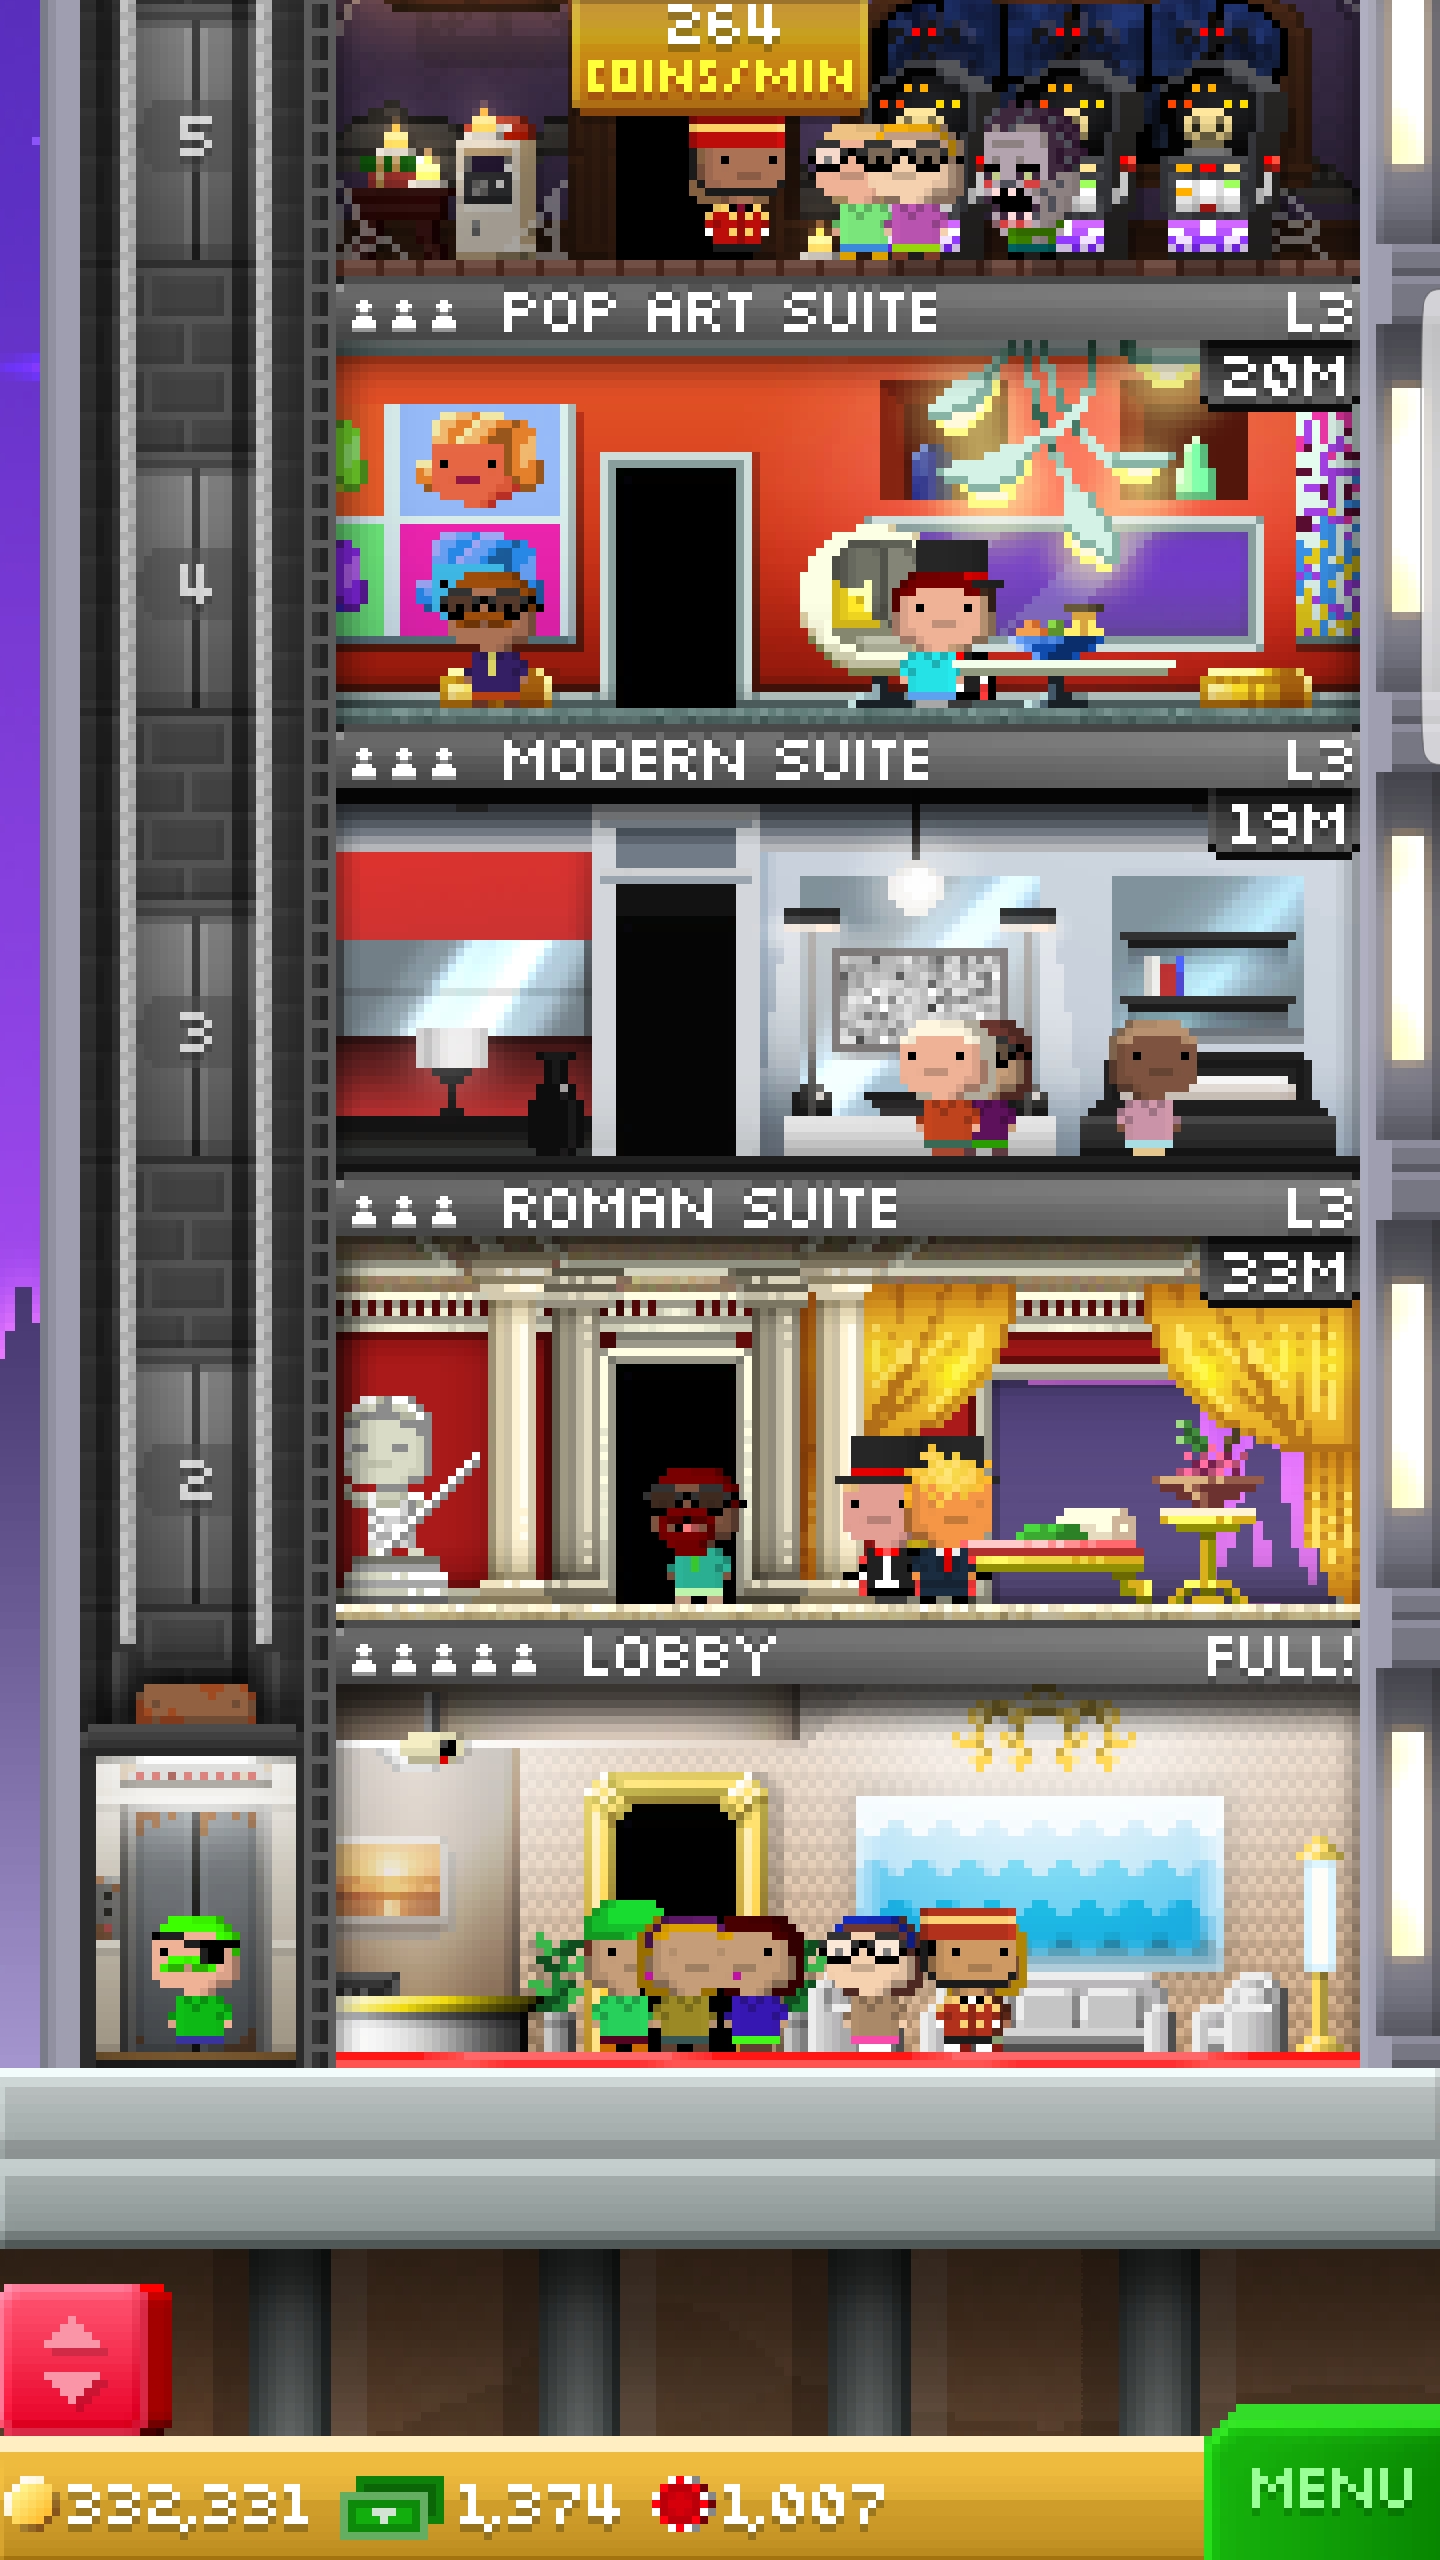 264
COINS/MIN
5
POP ART SUITE L3
20M
4
MODERN SUITE L3
19M
3
ROMAN SUITE L3
33M
2
LOBBY FULL!
332,331 1,374 1,007
MENU